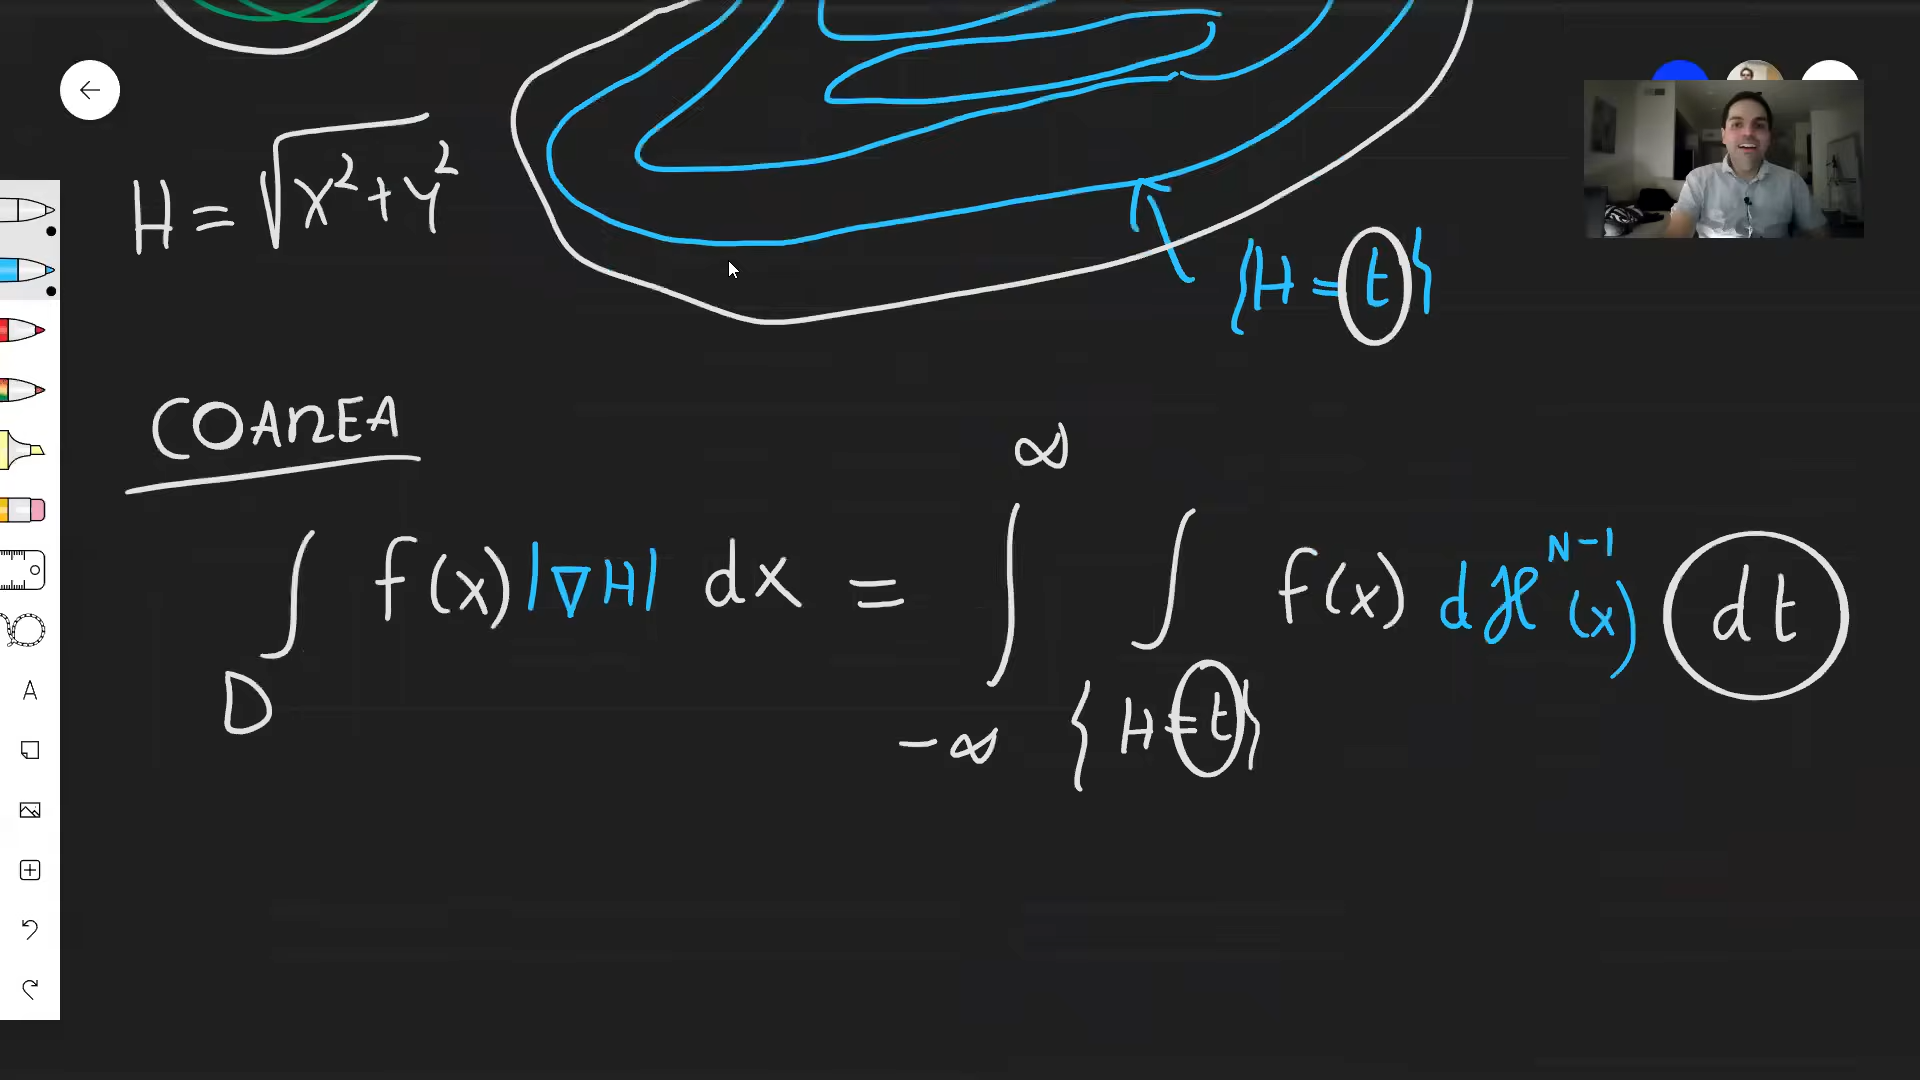 H = √x²+y²
{H = t}
COAREA
∫_D f(x)|∇H| dx = ∫_{-∞}^{∞} ∫_{{H=t}} f(x) dℋ^{N-1}(x) dt
A